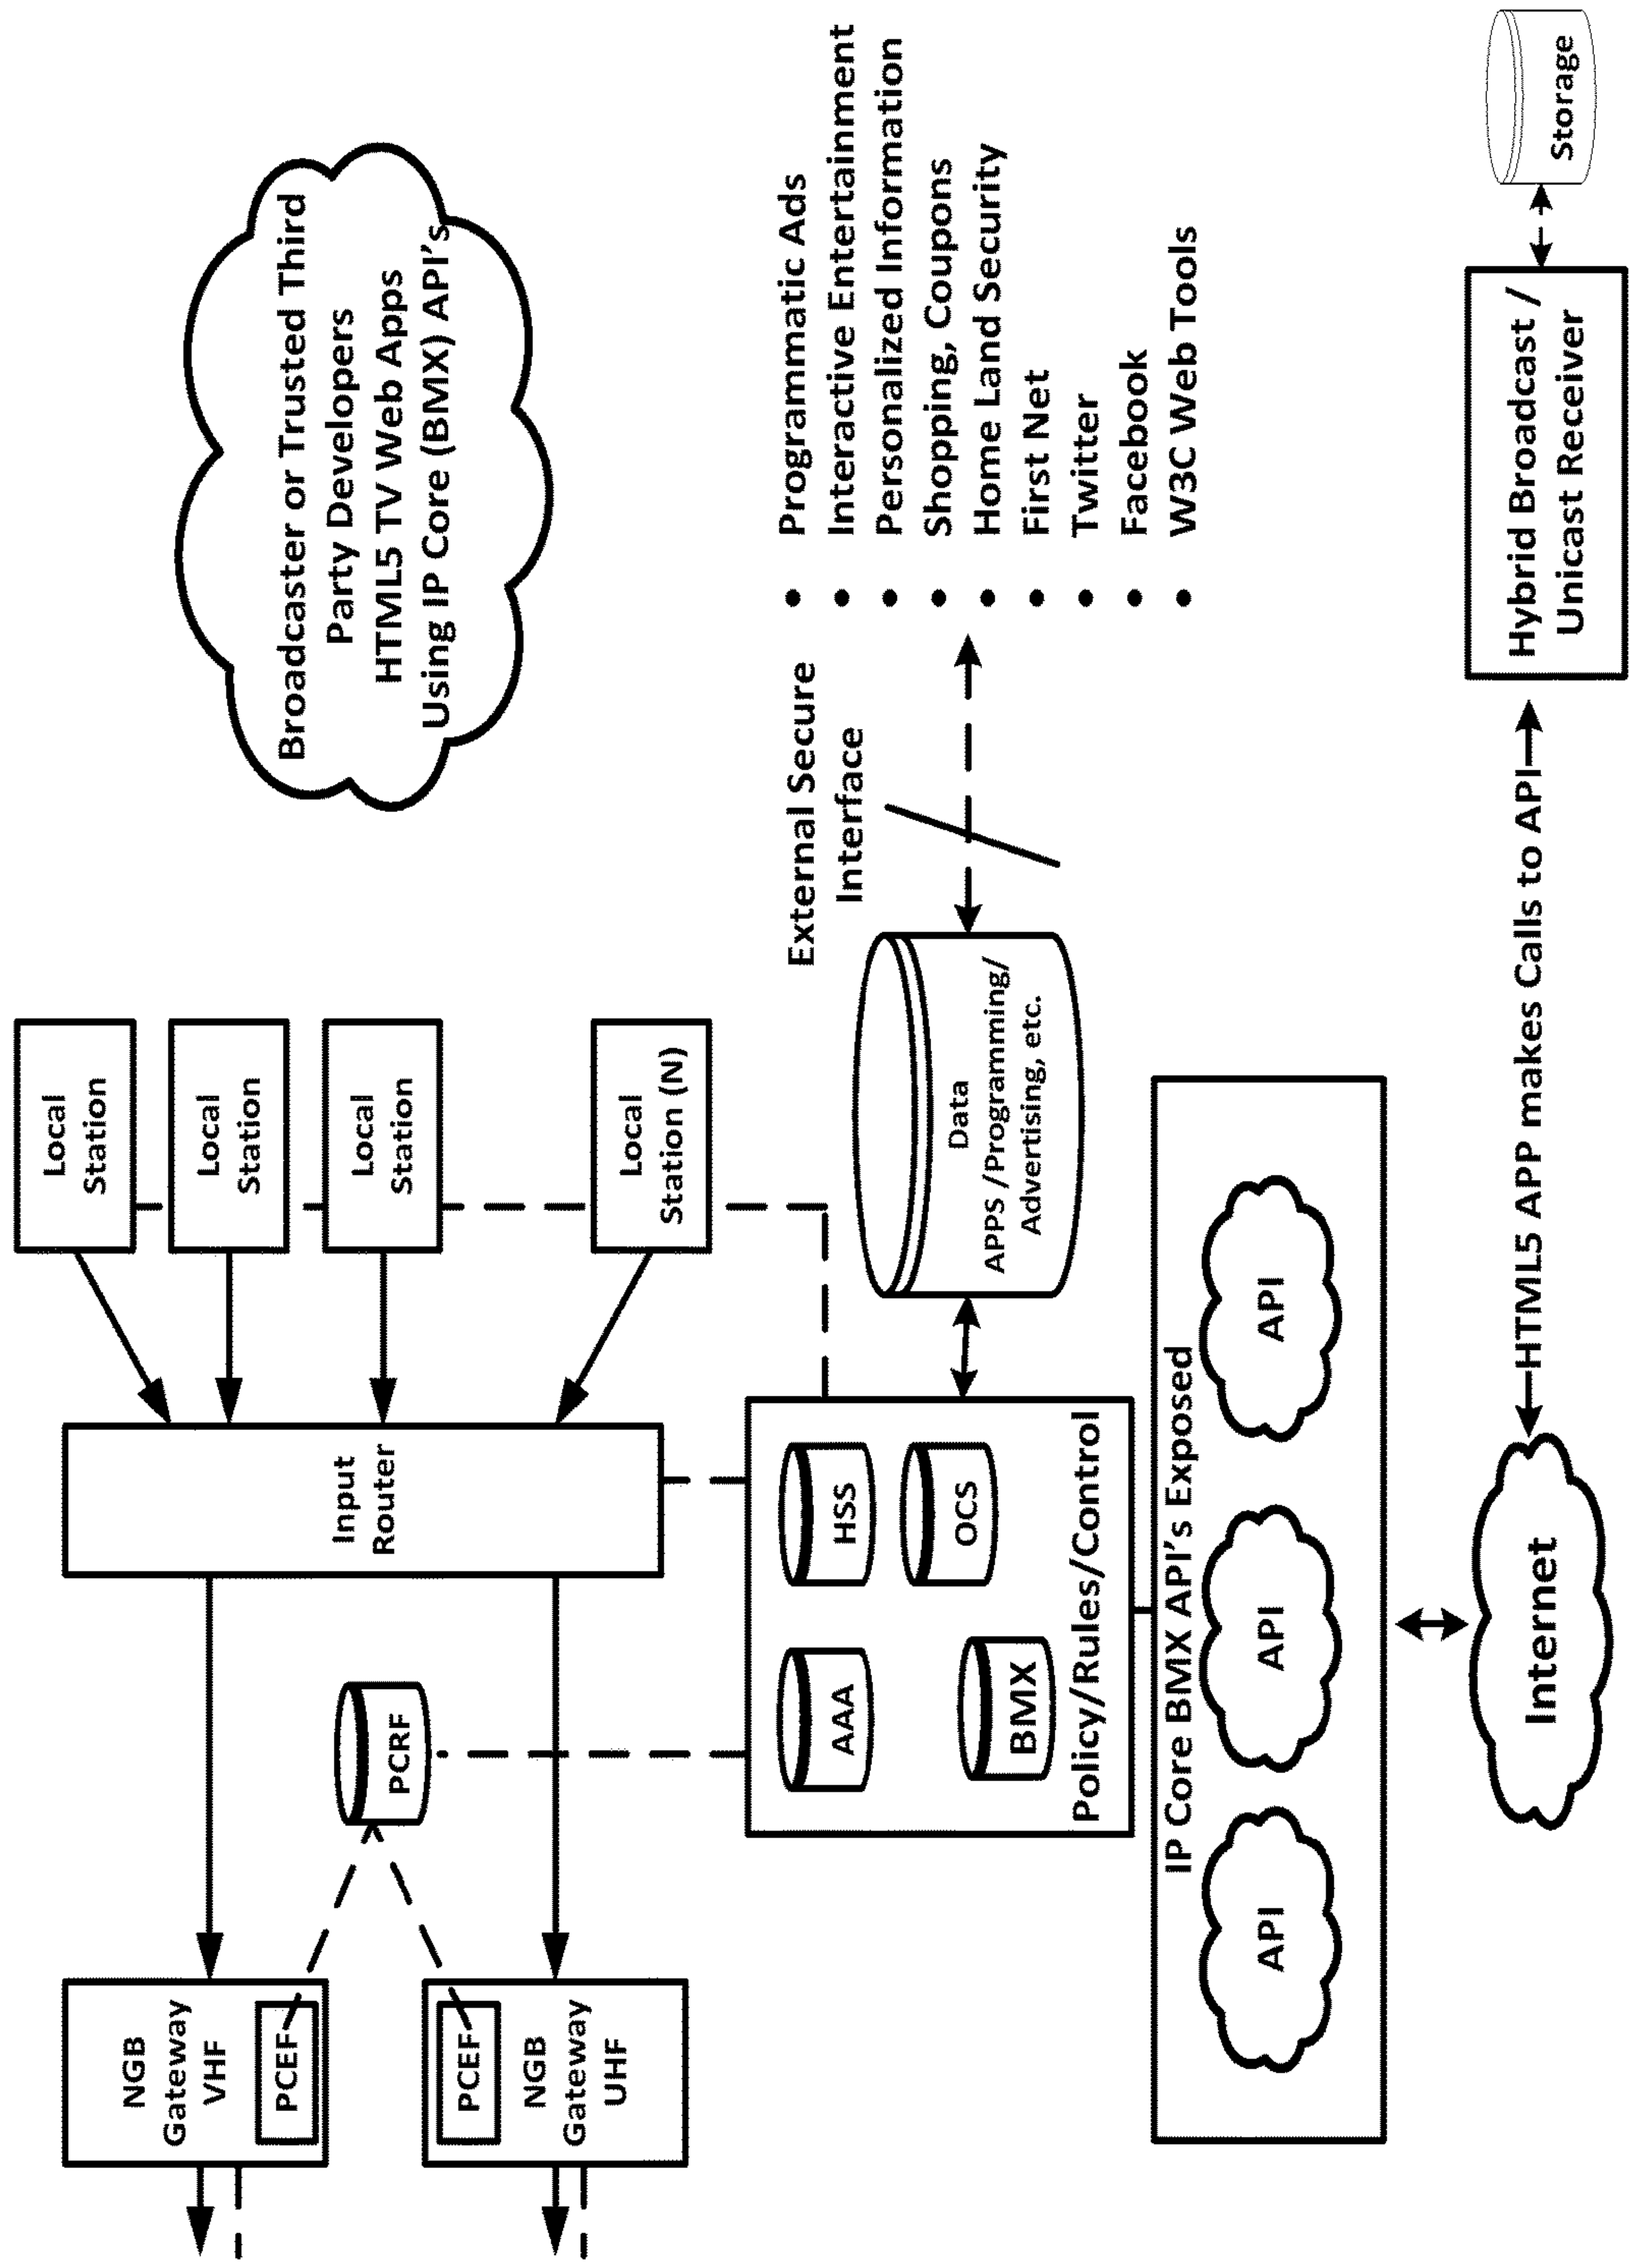 NGB
Gateway
VHF
PCEF
PCEF
NGB
Gateway
UHF
PCRF
Input
Router
Local
Station
Local
Station
Local
Station
Local
Station (N)
Broadcaster or Trusted Third
Party Developers
HTML5 TV Web Apps
Using IP Core (BMX) API's
AAA
HSS
BMX
OCS
Policy/Rules/Control
Data
APPS /Programming/
Advertising, etc.
External Secure
Interface
• Programmatic Ads
• Interactive Entertainment
• Personalized Information
• Shopping, Coupons
• Home Land Security
• First Net
• Twitter
• Facebook
• W3C Web Tools
IP Core BMX API's Exposed
API
API
API
Internet
HTML5 APP makes Calls to API
Hybrid Broadcast /
Unicast Receiver
Storage